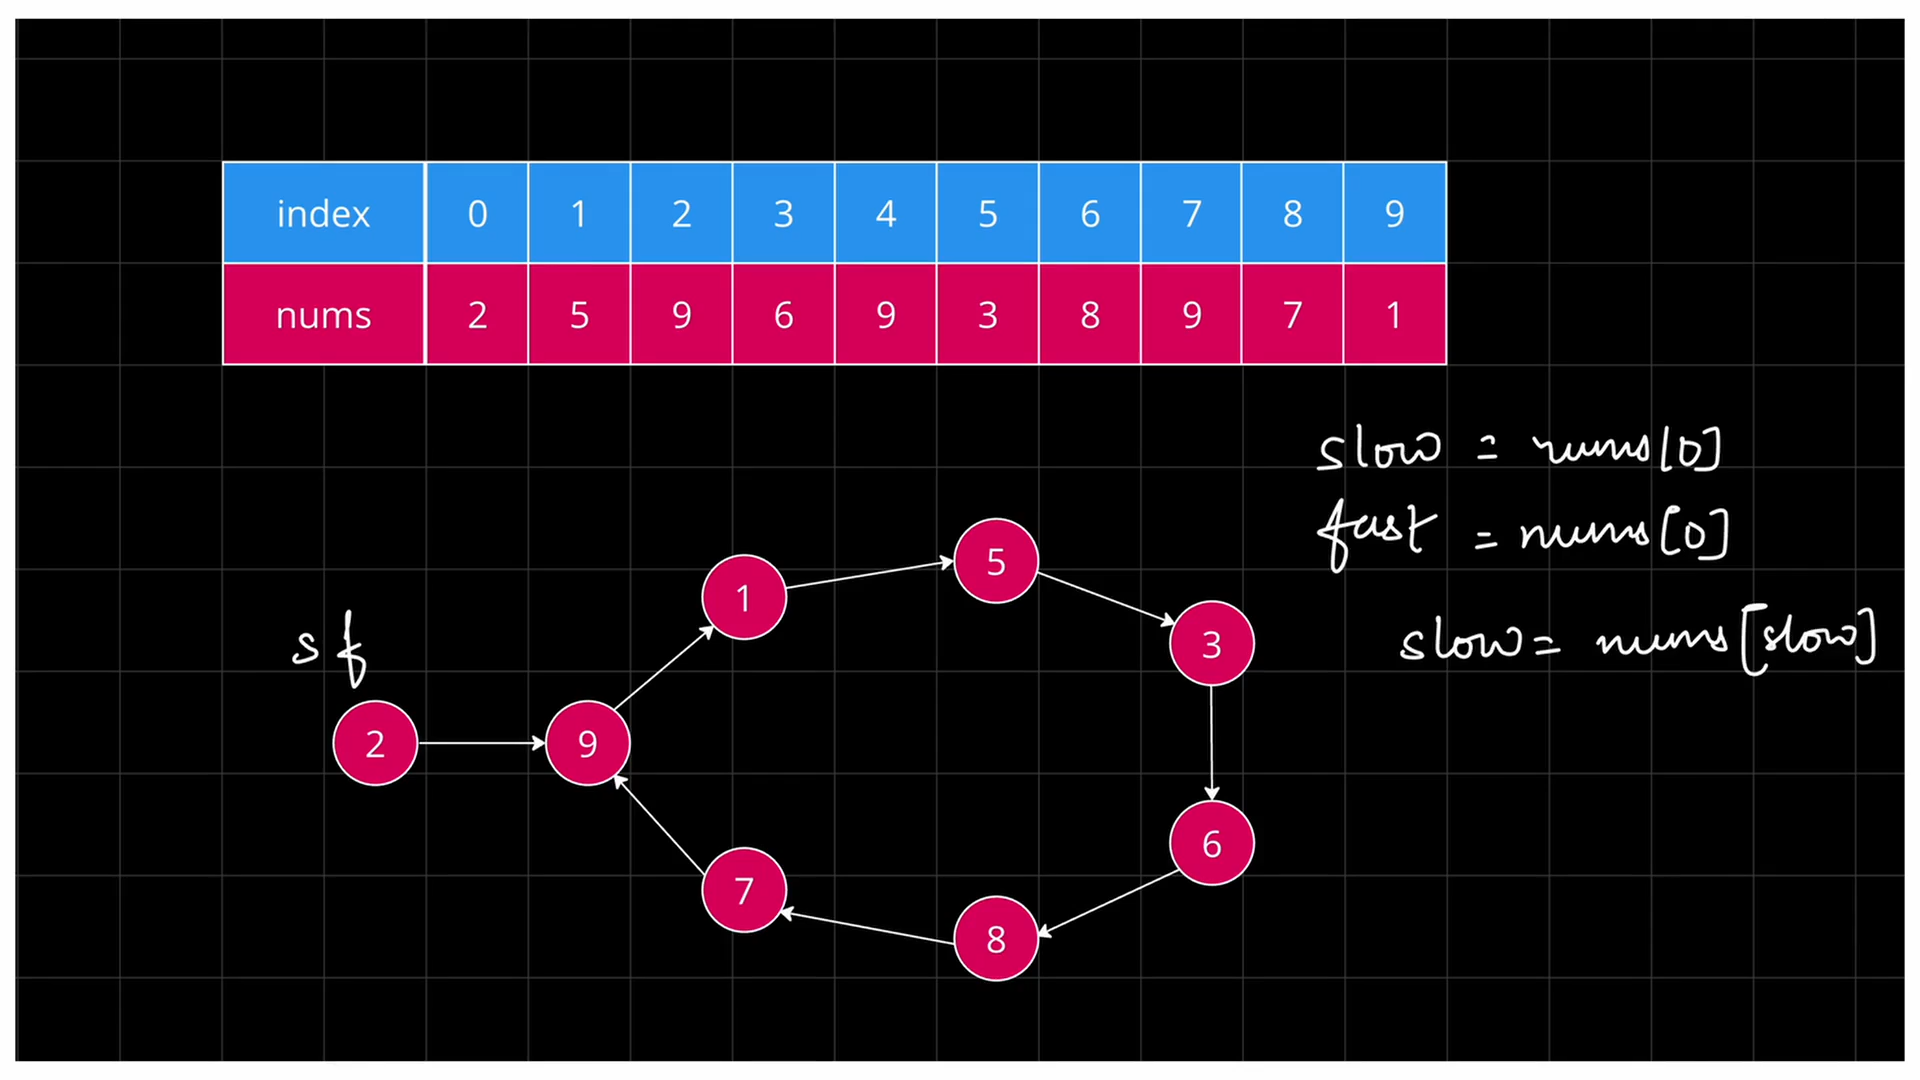 index 0 1 2 3 4 5 6 7 8 9
nums 2 5 9 6 9 3 8 9 7 1
slow = nums[0]
fast = nums[0]
slow = nums[slow]
s f
1
5
3
2
9
6
7
8